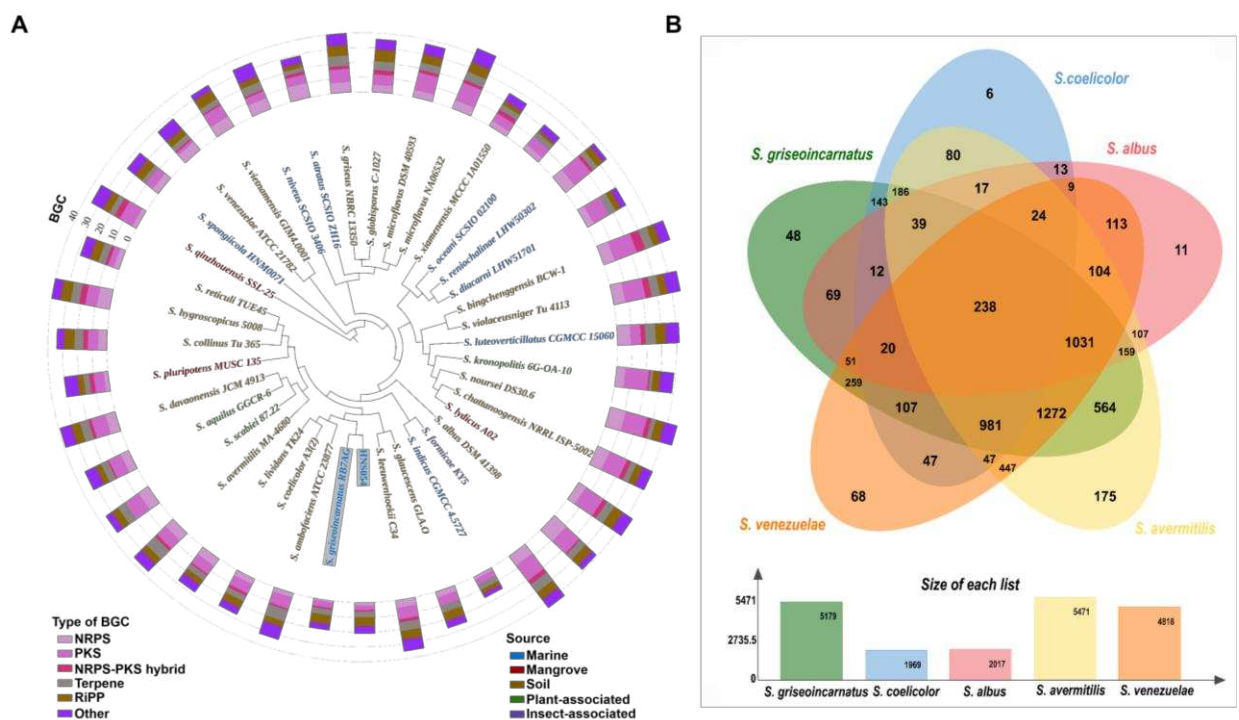 A
BGC
40
30
20
10
0
S. spongiicola HNM0071
S. venezuelae ATCC 21782
S. vietnamensis GIM4.0001
S. niveus SCSIO 3406
S. atratus SCSIO ZH16
S. griseus NBRC 13350
S. globisporus C-1027
S. microflavus DSM 40593
S. microflavus NA06532
S. xiamenensis MCCC 1A01550
S. oceani SCSIO 02100
S. reniochalinae LHW50302
S. diacarni LHW51701
S. bingchenggensis BCW-1
S. violaceusniger Tu 4113
S. luteoverticillatus CGMCC 15060
S. kronopolitis 6G-OA-10
S. noursei DS30.6
S. chattanoogensis NRRL ISP-5002
S. lydicus A02
S. albus DSM 41398
S. formicae KY5
S. indicus CGMCC 4.5727
S. glaucescens GLA.O
S. leeuwenhoekii C34
HNS054
S. griseoincarnatus RB7AG
S. ambofaciens ATCC 23877
S. coelicolor A3(2)
S. lividans TK24
S. avermitilis MA-4680
S. scabiei 87.22
S. aquilus GGCR-6
S. davaonensis JCM 4913
S. pluripotens MUSC 135
S. collinus Tu 365
S. hygroscopicus 5008
S. reticuli TUE45
S. qinzhouensis SSL-25
Type of BGC
NRPS
PKS
NRPS-PKS hybrid
Terpene
RiPP
Other
Source
Marine
Mangrove
Soil
Plant-associated
Insect-associated
B
S.coelicolor
S. griseoincarnatus
S. albus
S. venezuelae
S. avermitilis
6
80
13
9
186
143
17
39
24
113
11
48
12
104
69
238
107
159
20
1031
51
259
107
981
1272
564
47
47
447
68
175
Size of each list
5471
2735.5
0
5179
1969
2017
5471
4816
S. griseoincarnatus
S. coelicolor
S. albus
S. avermitilis
S. venezuelae